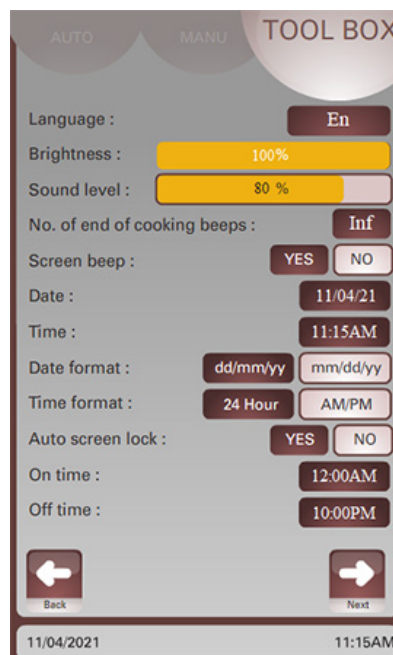 AUTO MANU TOOL BOX
Language : En
Brightness : 100%
Sound level : 80 %
No. of end of cooking beeps : Inf
Screen beep : YES NO
Date : 11/04/21
Time : 11:15AM
Date format : dd/mm/yy mm/dd/yy
Time format : 24 Hour AM/PM
Auto screen lock : YES NO
On time : 12:00AM
Off time : 10:00PM
Back Next
11/04/2021 11:15AM